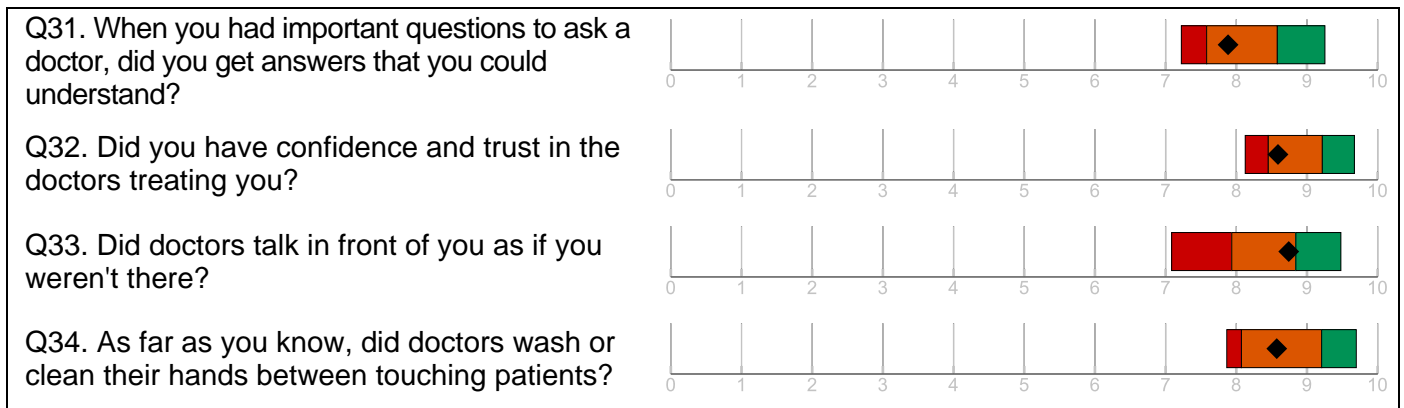 Q31. When you had important questions to ask a
doctor, did you get answers that you could
understand?
0 1 2 3 4 5 6 7 8 9 10
Q32. Did you have confidence and trust in the
doctors treating you?
0 1 2 3 4 5 6 7 8 9 10
Q33. Did doctors talk in front of you as if you
weren't there?
0 1 2 3 4 5 6 7 8 9 10
Q34. As far as you know, did doctors wash or
clean their hands between touching patients?
0 1 2 3 4 5 6 7 8 9 10